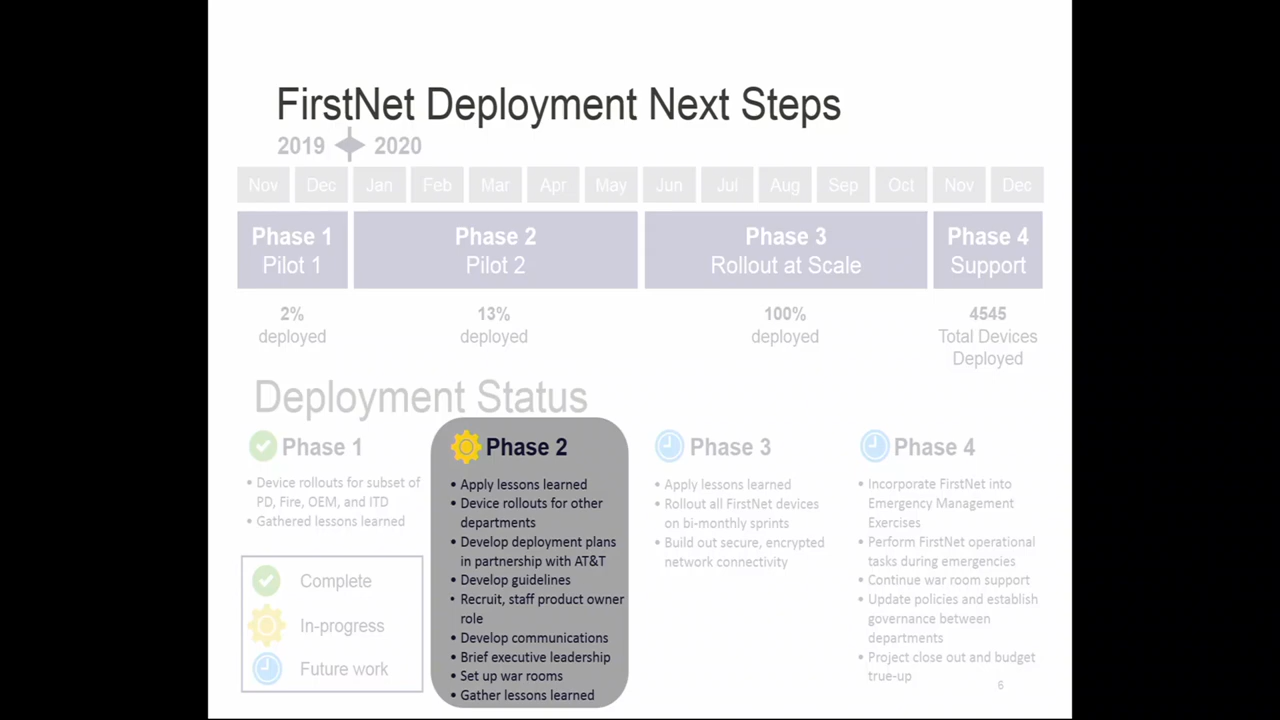 FirstNet Deployment Next Steps
2019 2020
Nov Dec Jan Feb Mar Apr May Jun Jul Aug Sep Oct Nov Dec
Phase 1
Pilot 1
Phase 2
Pilot 2
Phase 3
Rollout at Scale
Phase 4
Support
2%
deployed
13%
deployed
100%
deployed
4545
Total Devices
Deployed
Deployment Status
Phase 1
• Device rollouts for subset of
PD, Fire, OEM, and ITD
• Gathered lessons learned
Complete
In-progress
Future work
Phase 2
• Apply lessons learned
• Device rollouts for other
departments
• Develop deployment plans
in partnership with AT&T
• Develop guidelines
• Recruit, staff product owner
role
• Develop communications
• Brief executive leadership
• Set up war rooms
• Gather lessons learned
Phase 3
• Apply lessons learned
• Rollout all FirstNet devices
on bi-monthly sprints
• Build out secure, encrypted
network connectivity
Phase 4
• Incorporate FirstNet into
Emergency Management
Exercises
• Perform FirstNet operational
tasks during emergencies
• Continue war room support
• Update policies and establish
governance between
departments
• Project close out and budget
true-up
6